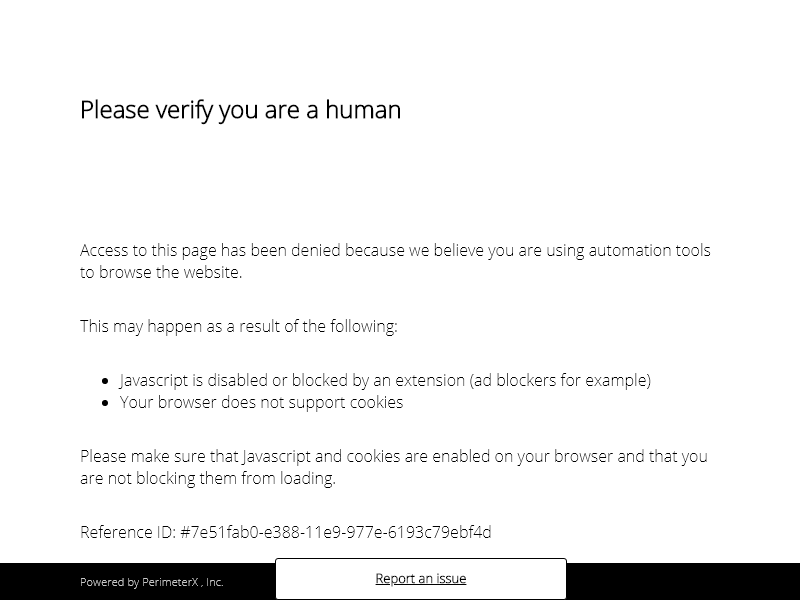 Please verify you are a human
Access to this page has been denied because we believe you are using automation tools
to browse the website.
This may happen as a result of the following:
Javascript is disabled or blocked by an extension (ad blockers for example)
Your browser does not support cookies
Please make sure that Javascript and cookies are enabled on your browser and that you
are not blocking them from loading.
Reference ID: #7e51fab0-e388-11e9-977e-6193c79ebf4d
Powered by PerimeterX , Inc.
Report an issue